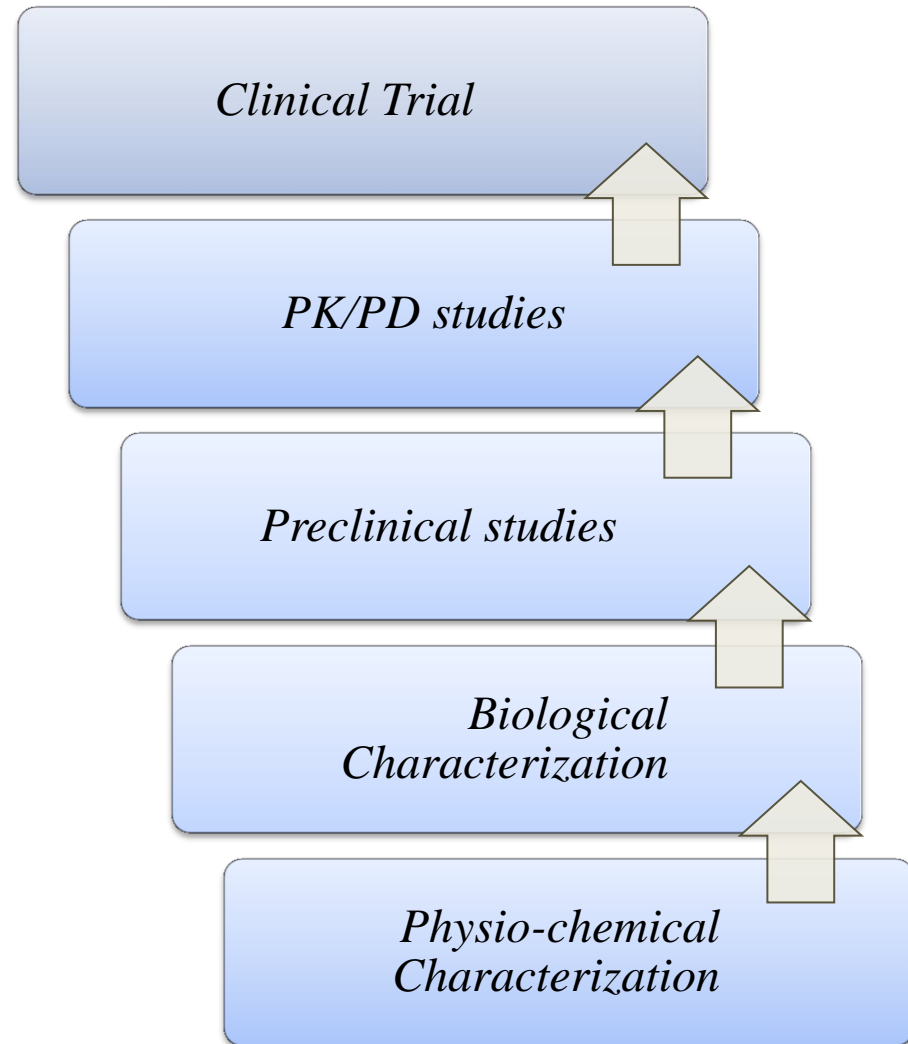 Clinical Trial
PK/PD studies
Preclinical studies
Biological
Characterization
Physio-chemical
Characterization